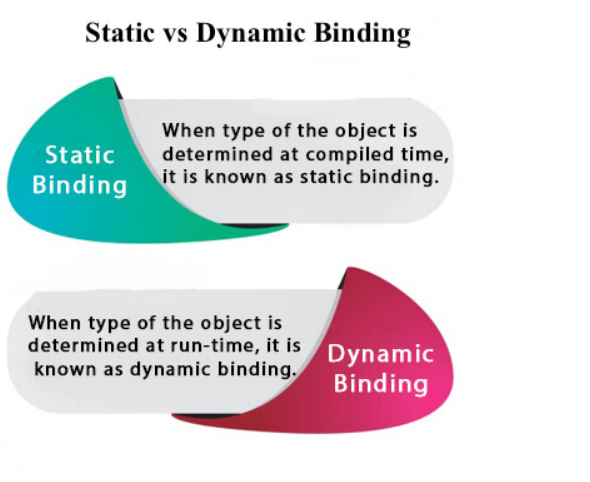 Static vs Dynamic Binding
Static
Binding
When type of the object is
determined at compiled time,
it is known as static binding.
When type of the object is
determined at run-time, it is
known as dynamic binding.
Dynamic
Binding